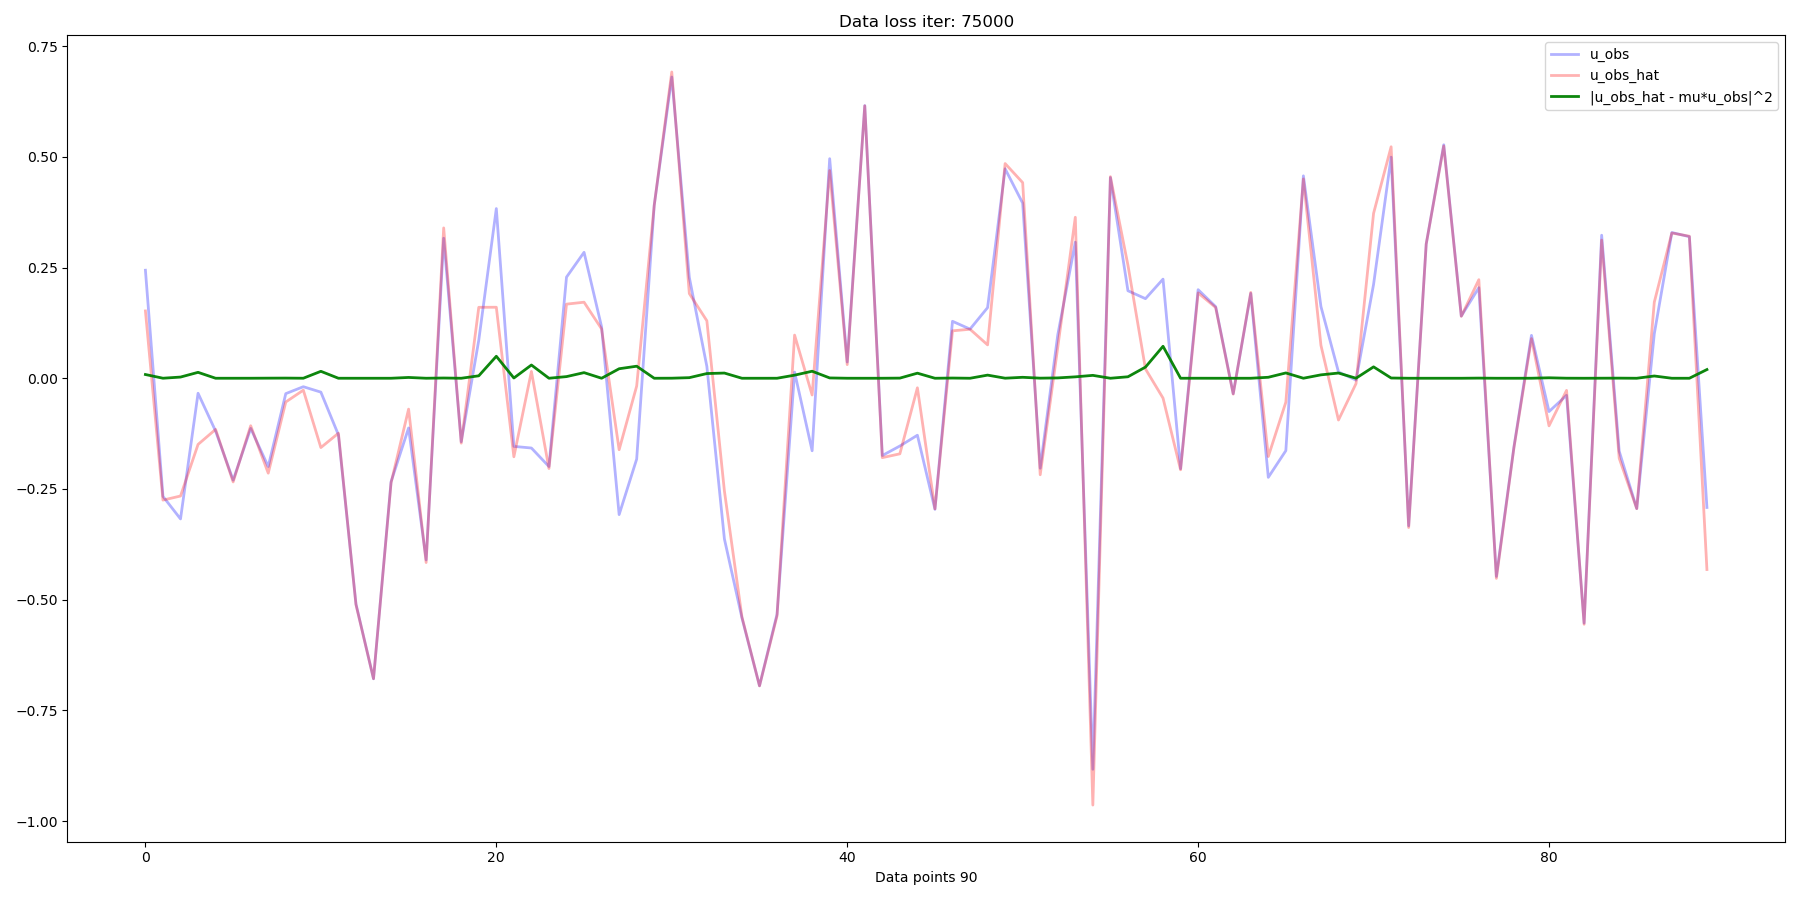 Data loss iter: 75000
u_obs
u_obs_hat
|u_obs_hat - mu*u_obs|^2
0.75
0.50
0.25
0.00
−0.25
−0.50
−0.75
−1.00
0 20 40 60 80
Data points 90